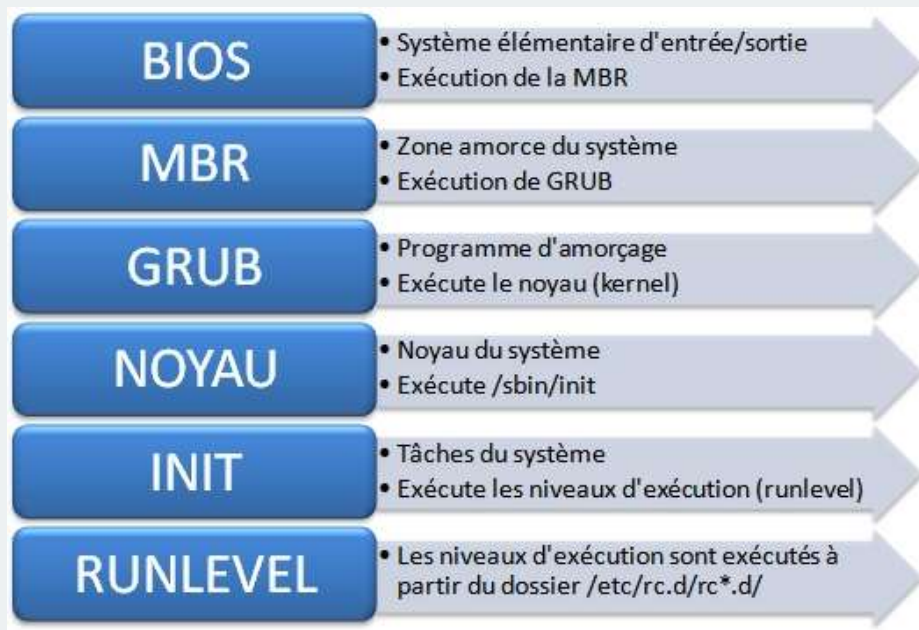 BIOS
• Système élémentaire d'entrée/sortie
• Exécution de la MBR
MBR
• Zone amorce du système
• Exécution de GRUB
GRUB
• Programme d'amorçage
• Exécute le noyau (kernel)
NOYAU
• Noyau du système
• Exécute /sbin/init
INIT
• Tâches du système
• Exécute les niveaux d'exécution (runlevel)
RUNLEVEL
• Les niveaux d'exécution sont exécutés à
partir du dossier /etc/rc.d/rc*.d/